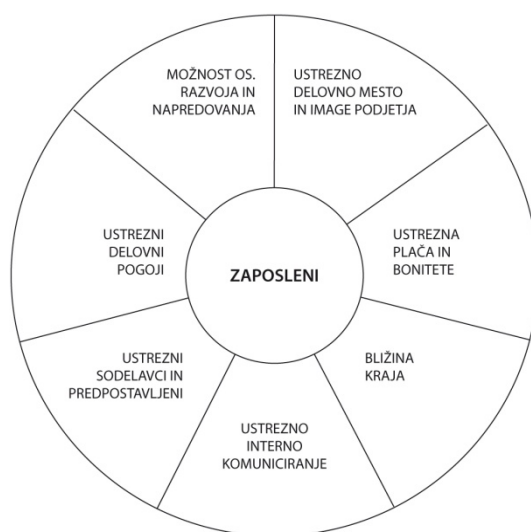 MOŽNOST OS.
RAZVOJA IN
NAPREDOVANJA
USTREZNO
DELOVNO MESTO
IN IMAGE PODJETJA
USTREZNI
DELOVNI
POGOJI
ZAPOSLENI
USTREZNA
PLAČA IN
BONITETE
USTREZNI
SODELAVCI IN
PREDPOSTAVLJENI
BLIŽINA
KRAJA
USTREZNO
INTERNO
KOMUNICIRANJE